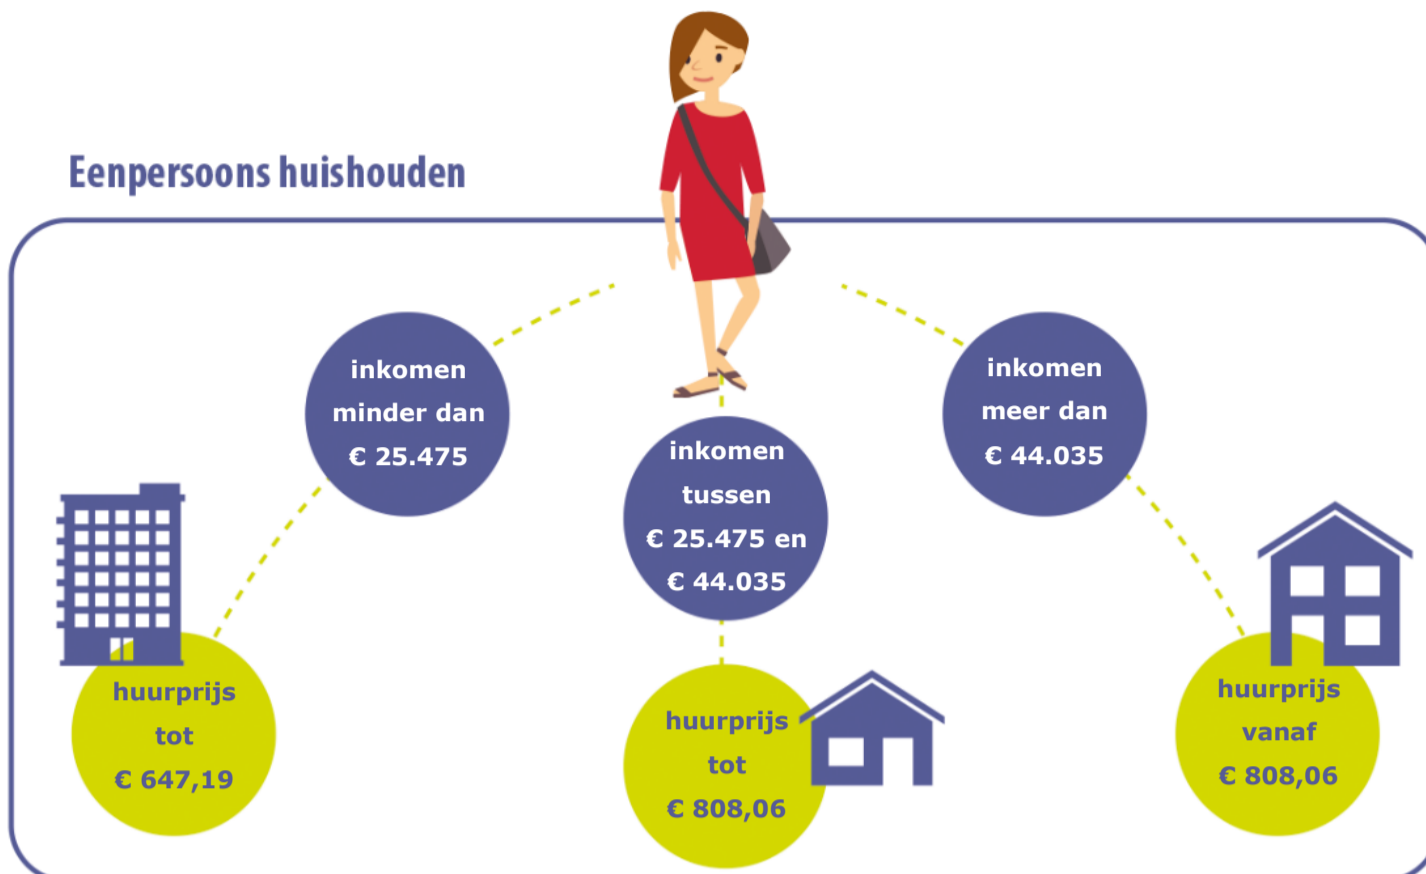 Eenpersoons huishouden
inkomen
minder dan
€ 25.475
inkomen
tussen
€ 25.475 en
€ 44.035
inkomen
meer dan
€ 44.035
huurprijs
tot
€ 647,19
huurprijs
tot
€ 808,06
huurprijs
vanaf
€ 808,06